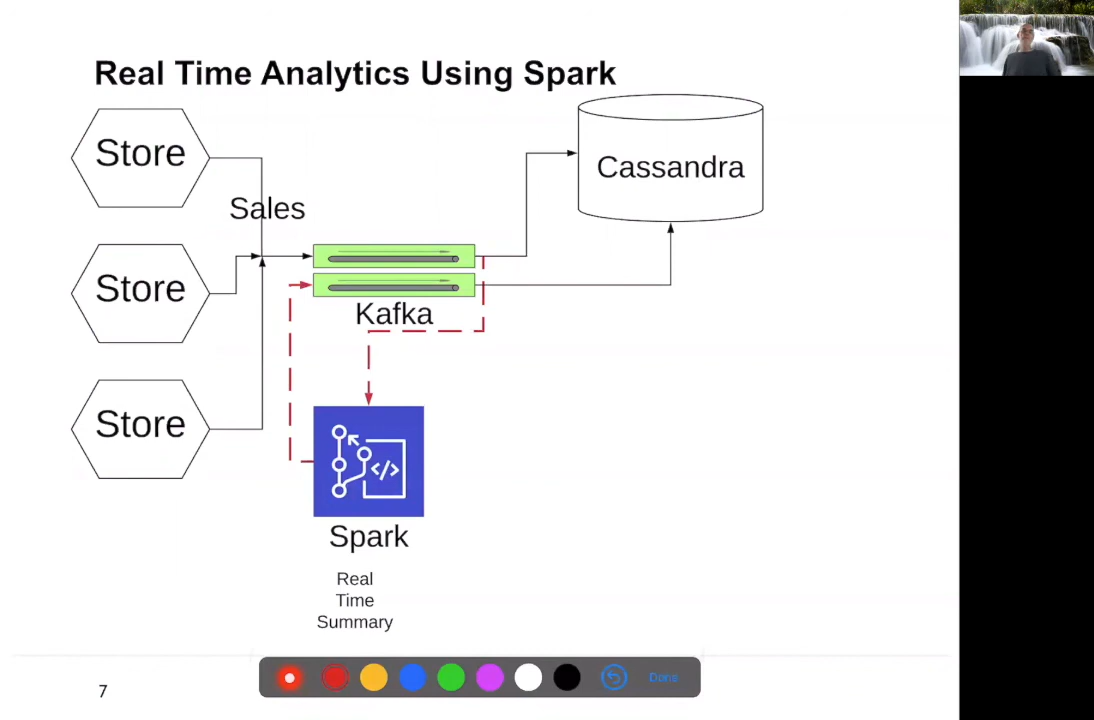 Real Time Analytics Using Spark
Store
Cassandra
Sales
Store
Kafka
Store
</>
Spark
Real
Time
Summary
7
Done